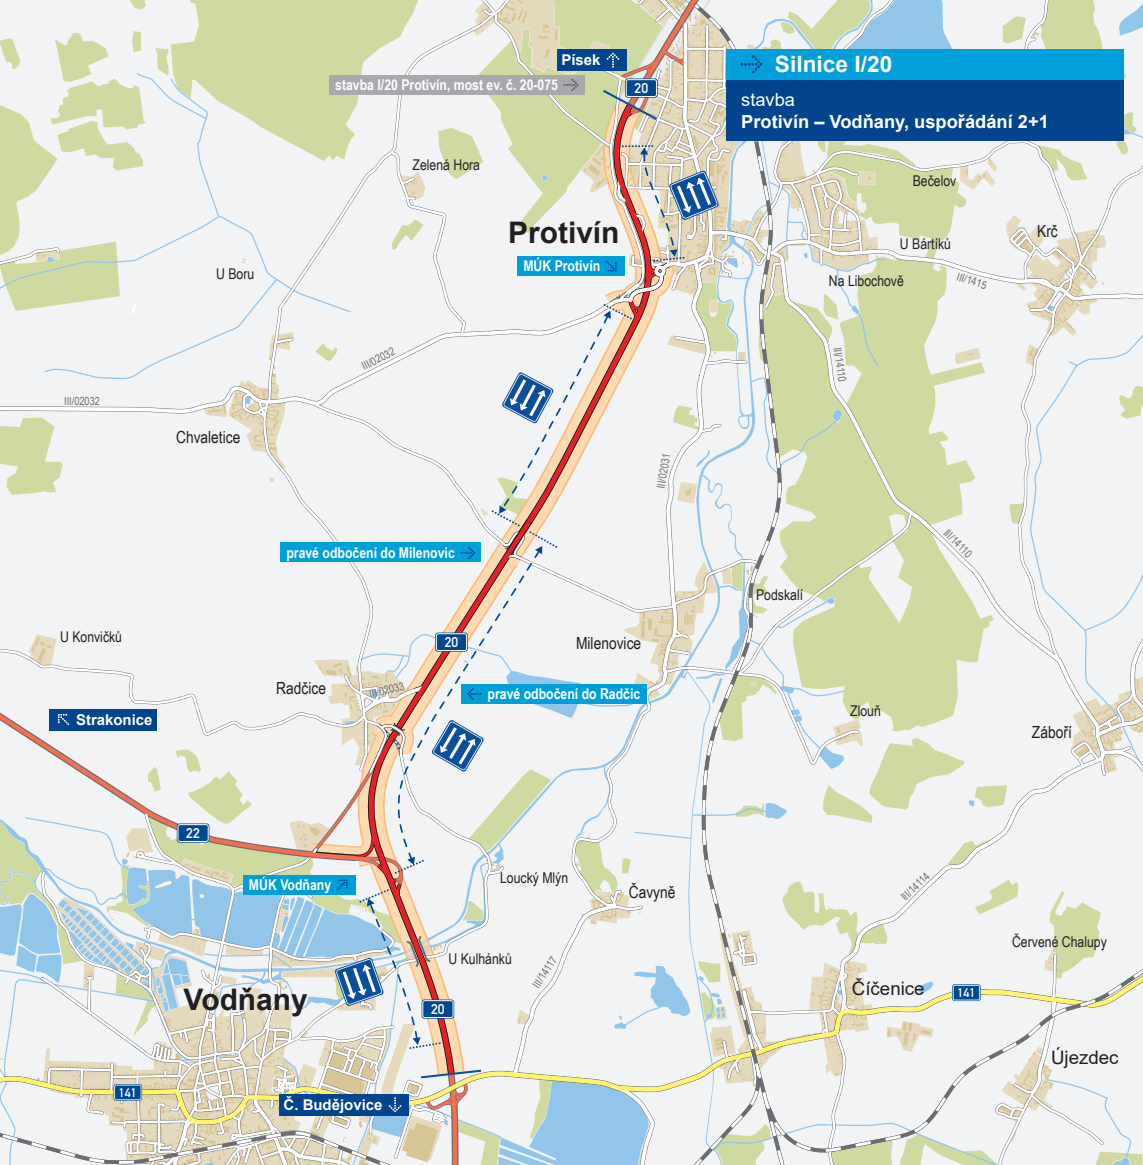 Písek
Silnice I/20
stavba I/20 Protivín, most ev. č. 20-075
20
stavba
Protivín – Vodňany, uspořádání 2+1
Zelená Hora
Bečelov
Protivín
Krč
U Bártíků
MÚK Protivín
U Boru
Na Libochově
III/1415
III/02032
III/14110
III/02032
Chvaletice
III/02031
III/14110
pravé odbočení do Milenovic
Podskalí
U Konvičků
20
Milenovice
Radčice
III/02033
pravé odbočení do Radčic
Strakonice
Zlouň
Záboří
22
MÚK Vodňany
Loucký Mlýn
III/14114
Čavyně
Červené Chalupy
U Kulhánků
III/14117
Vodňany
Číčenice
141
20
Újezdec
141
Č. Budějovice